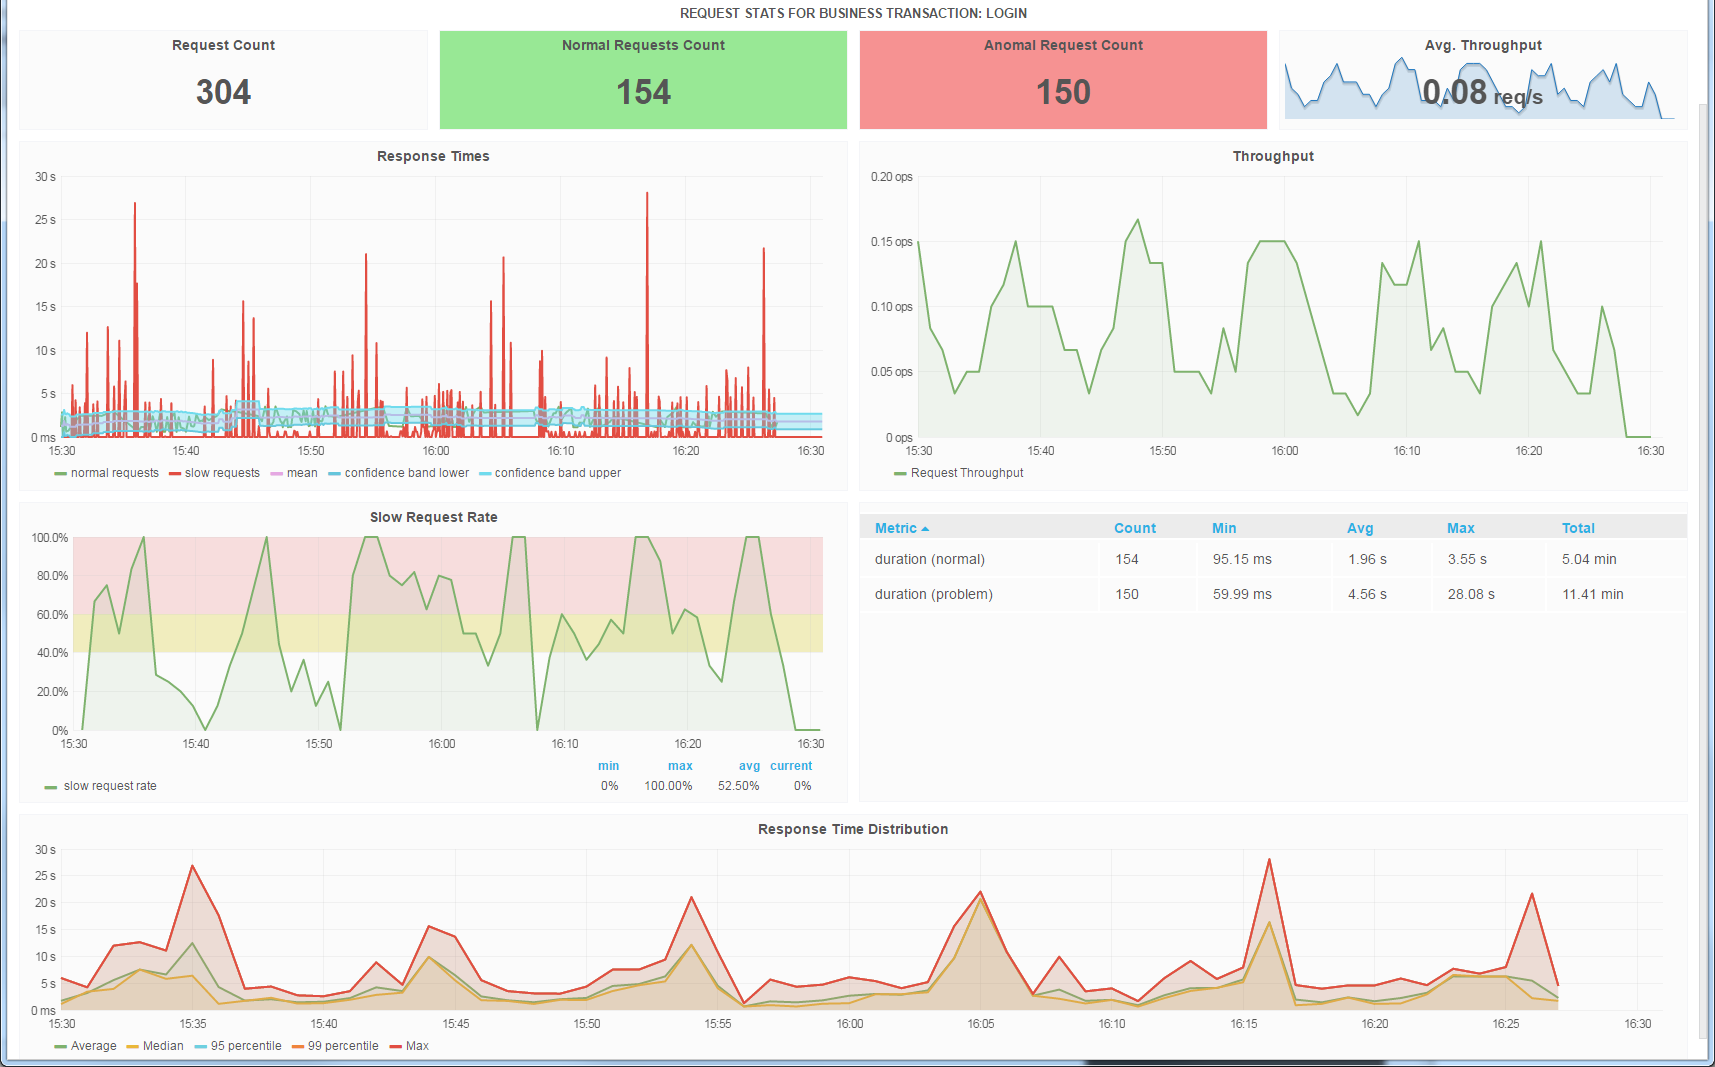 REQUEST STATS FOR BUSINESS TRANSACTION: LOGIN
Request Count
304
Normal Requests Count
154
Anomal Request Count
150
Avg. Throughput
0.08 req/s
Response Times
30 s
25 s
20 s
15 s
10 s
5 s
0 ms
15:30 15:40 15:50 16:00 16:10 16:20 16:30
normal requests slow requests mean confidence band lower confidence band upper
Throughput
0.20 ops
0.15 ops
0.10 ops
0.05 ops
0 ops
15:30 15:40 15:50 16:00 16:10 16:20 16:30
Request Throughput
Slow Request Rate
100.0%
80.0%
60.0%
40.0%
20.0%
0%
15:30 15:40 15:50 16:00 16:10 16:20 16:30
min max avg current
slow request rate 0% 100.00% 52.50% 0%
Metric Count Min Avg Max Total
duration (normal) 154 95.15 ms 1.96 s 3.55 s 5.04 min
duration (problem) 150 59.99 ms 4.56 s 28.08 s 11.41 min
Response Time Distribution
30 s
25 s
20 s
15 s
10 s
5 s
0 ms
15:30 15:35 15:40 15:45 15:50 15:55 16:00 16:05 16:10 16:15 16:20 16:25 16:30
Average Median 95 percentile 99 percentile Max